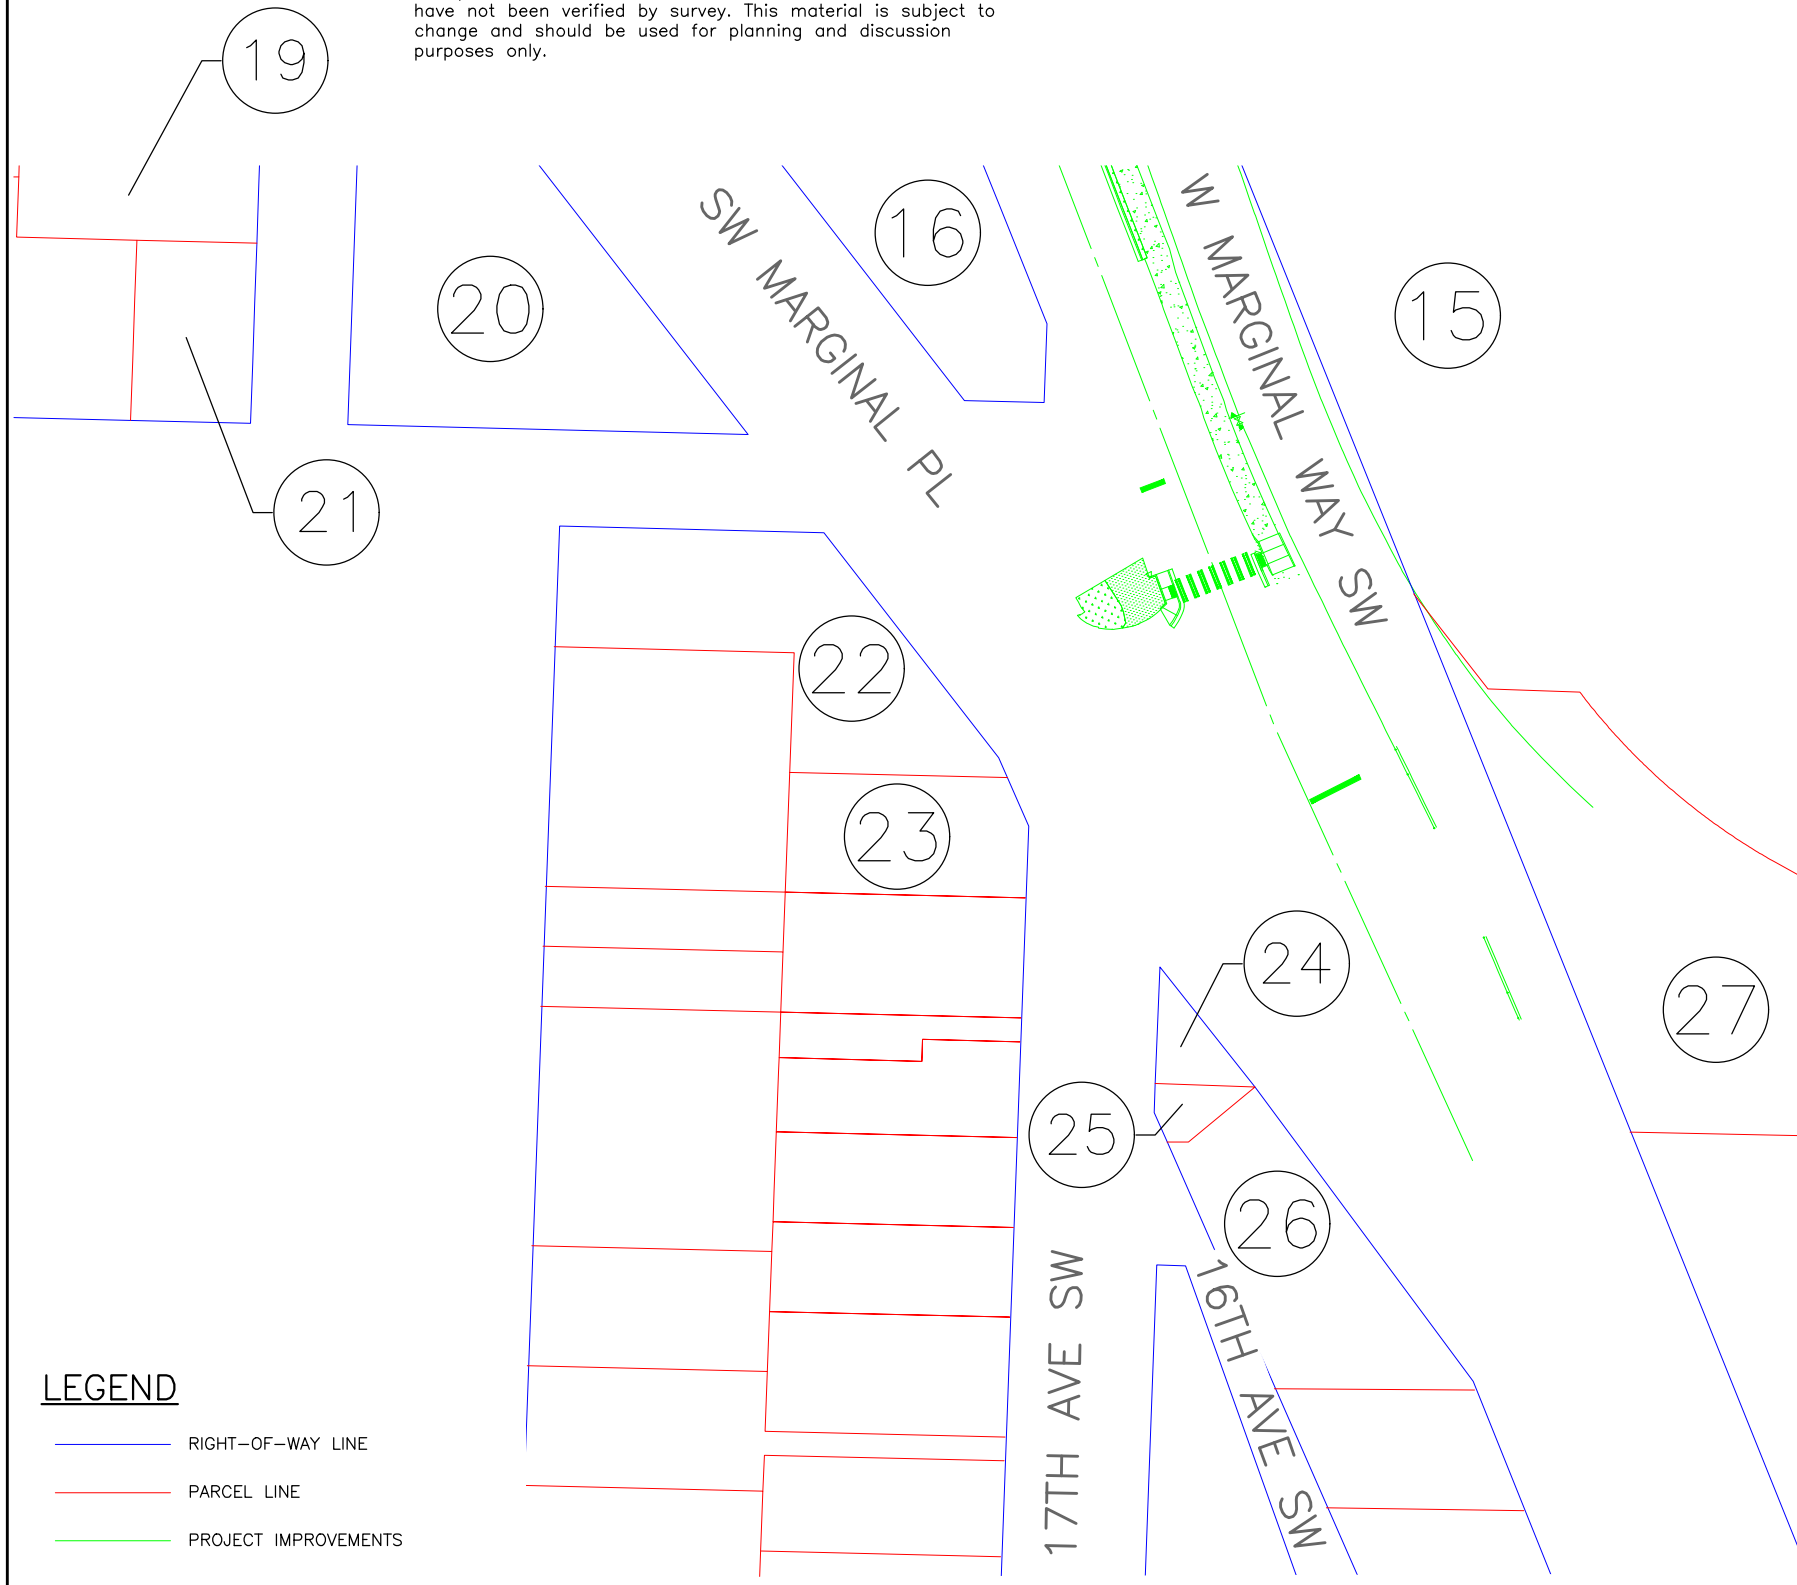 have not been verified by survey. This material is subject to
change and should be used for planning and discussion
purposes only.
19
16
15
20
21
SW MARGINAL PL
W MARGINAL WAY SW
22
23
24
27
25
26
17TH AVE SW
16TH AVE SW
LEGEND
RIGHT-OF-WAY LINE
PARCEL LINE
PROJECT IMPROVEMENTS